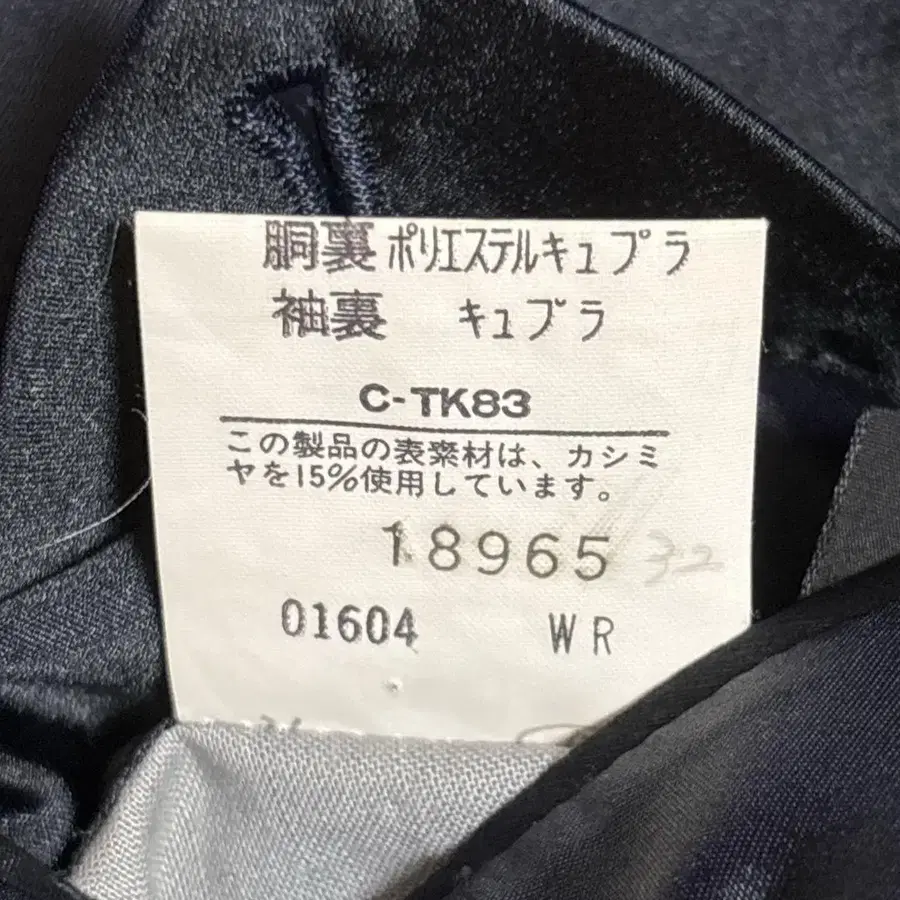 胴裏 ポリエステル キュプラ
袖裏 キュプラ
C-TK83
この製品の表素材は、カシミ
ヤを15%使用しています。
18965 32
01604 WR